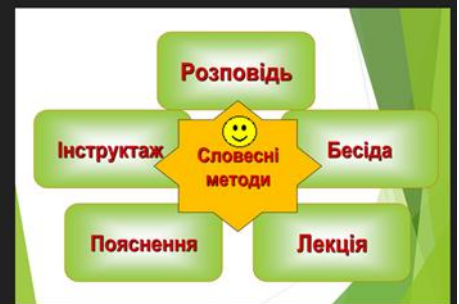 Розповідь
Інструктаж
Словесні
методи
Бесіда
Пояснення
Лекція